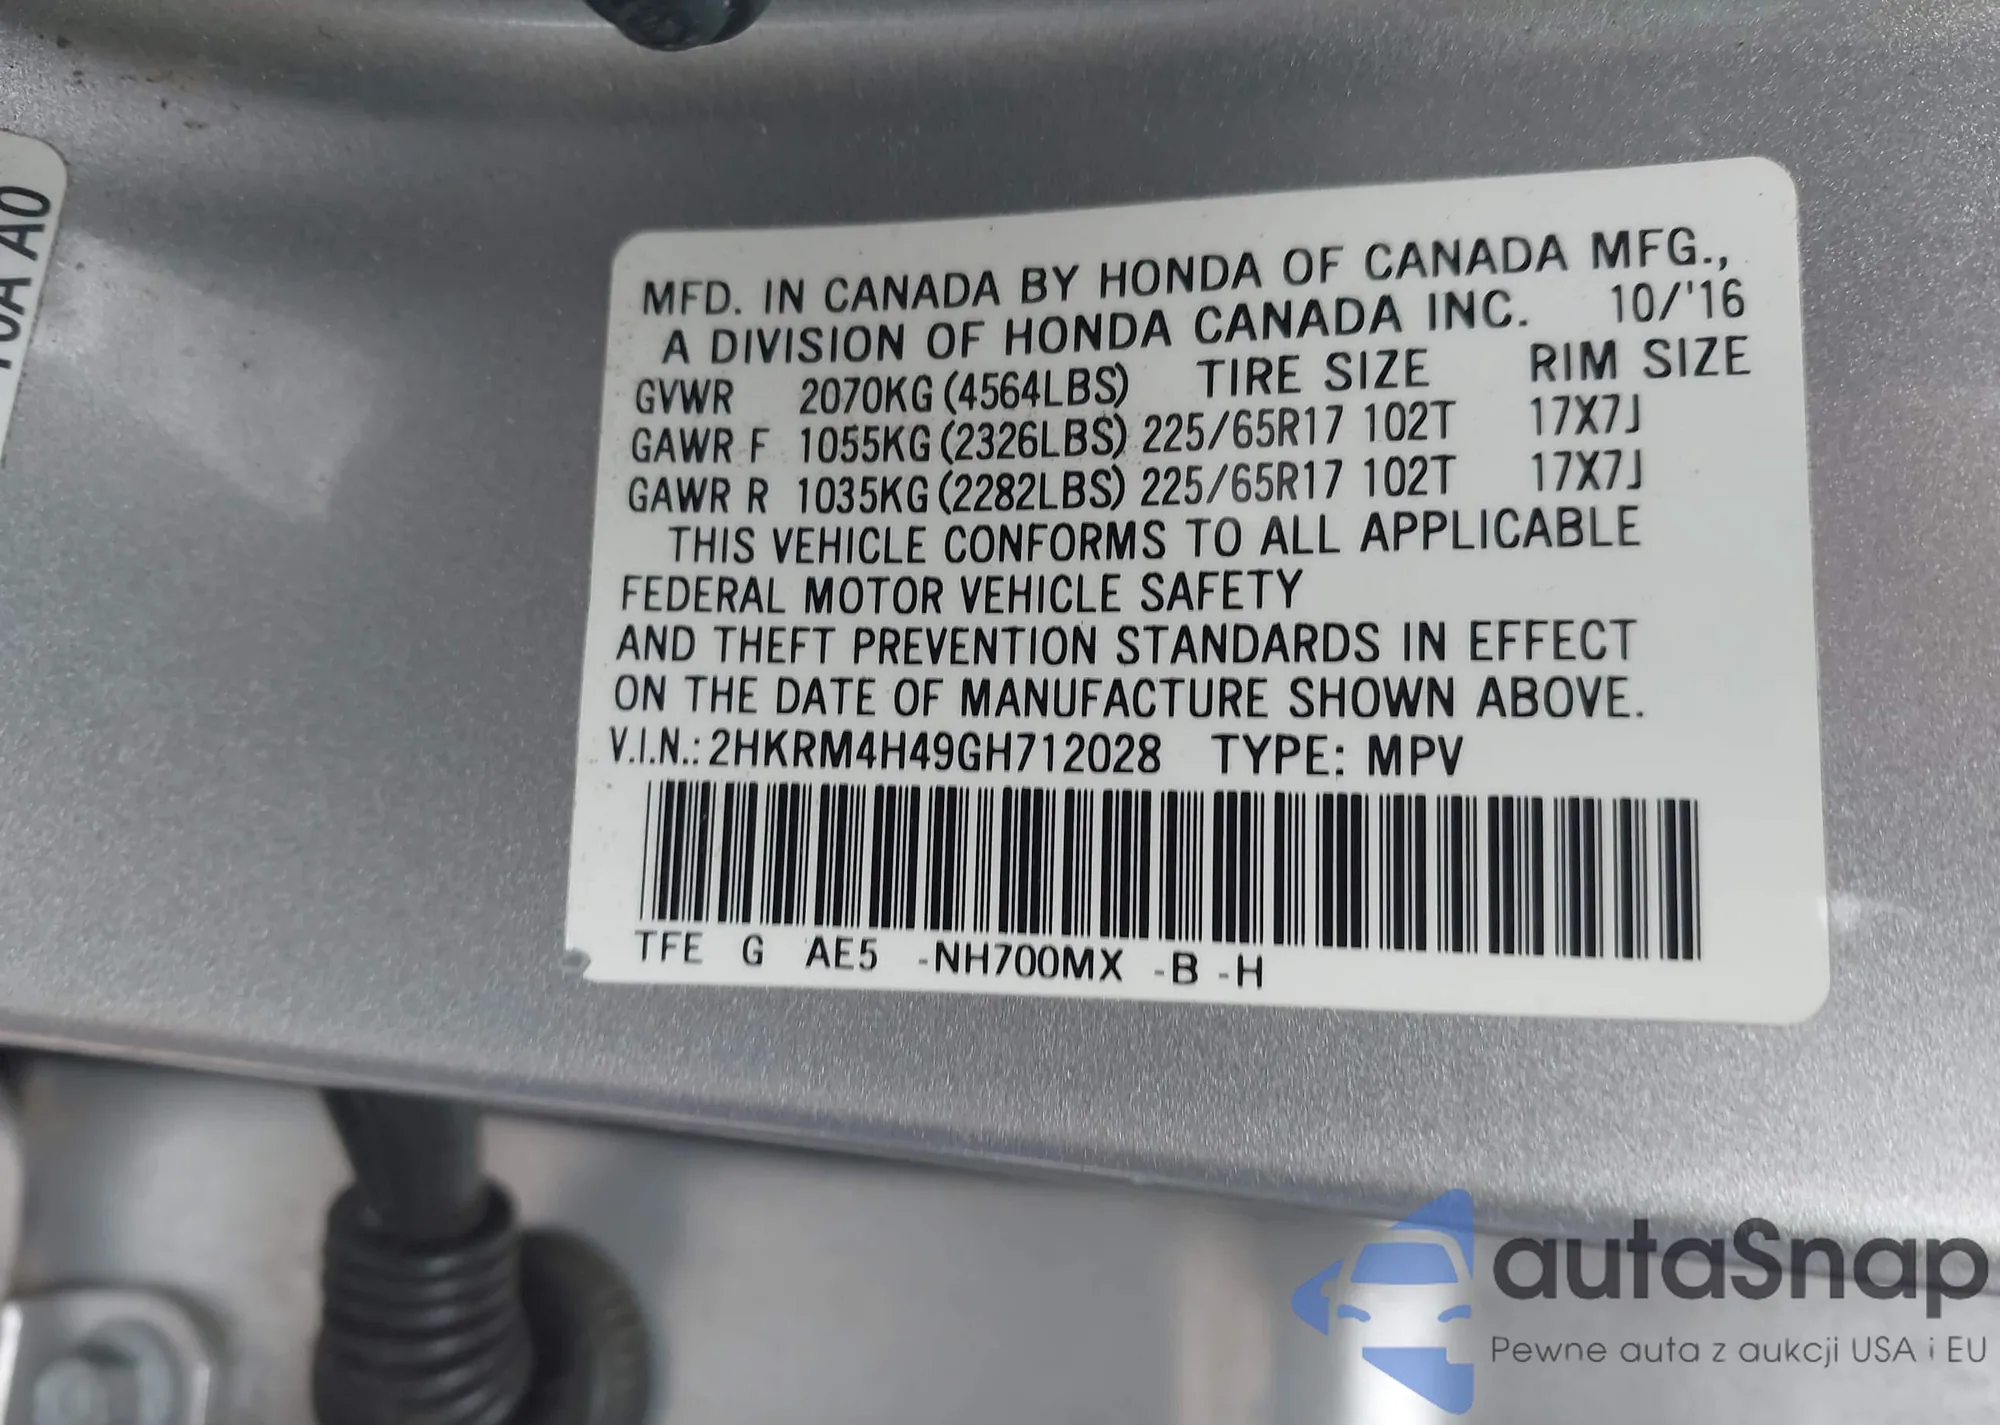 10A A0
MFD. IN CANADA BY HONDA OF CANADA MFG.,
A DIVISION OF HONDA CANADA INC. 10/'16
GVWR 2070KG (4564LBS) TIRE SIZE RIM SIZE
GAWR F 1055KG (2326LBS) 225/65R17 102T 17X7J
GAWR R 1035KG (2282LBS) 225/65R17 102T 17X7J
THIS VEHICLE CONFORMS TO ALL APPLICABLE
FEDERAL MOTOR VEHICLE SAFETY
AND THEFT PREVENTION STANDARDS IN EFFECT
ON THE DATE OF MANUFACTURE SHOWN ABOVE.
V.I.N.: 2HKRM4H49GH712028 TYPE: MPV
TFE G AE5 -NH700MX -B -H
autaSnap
Pewne auta z aukcji USA i EU